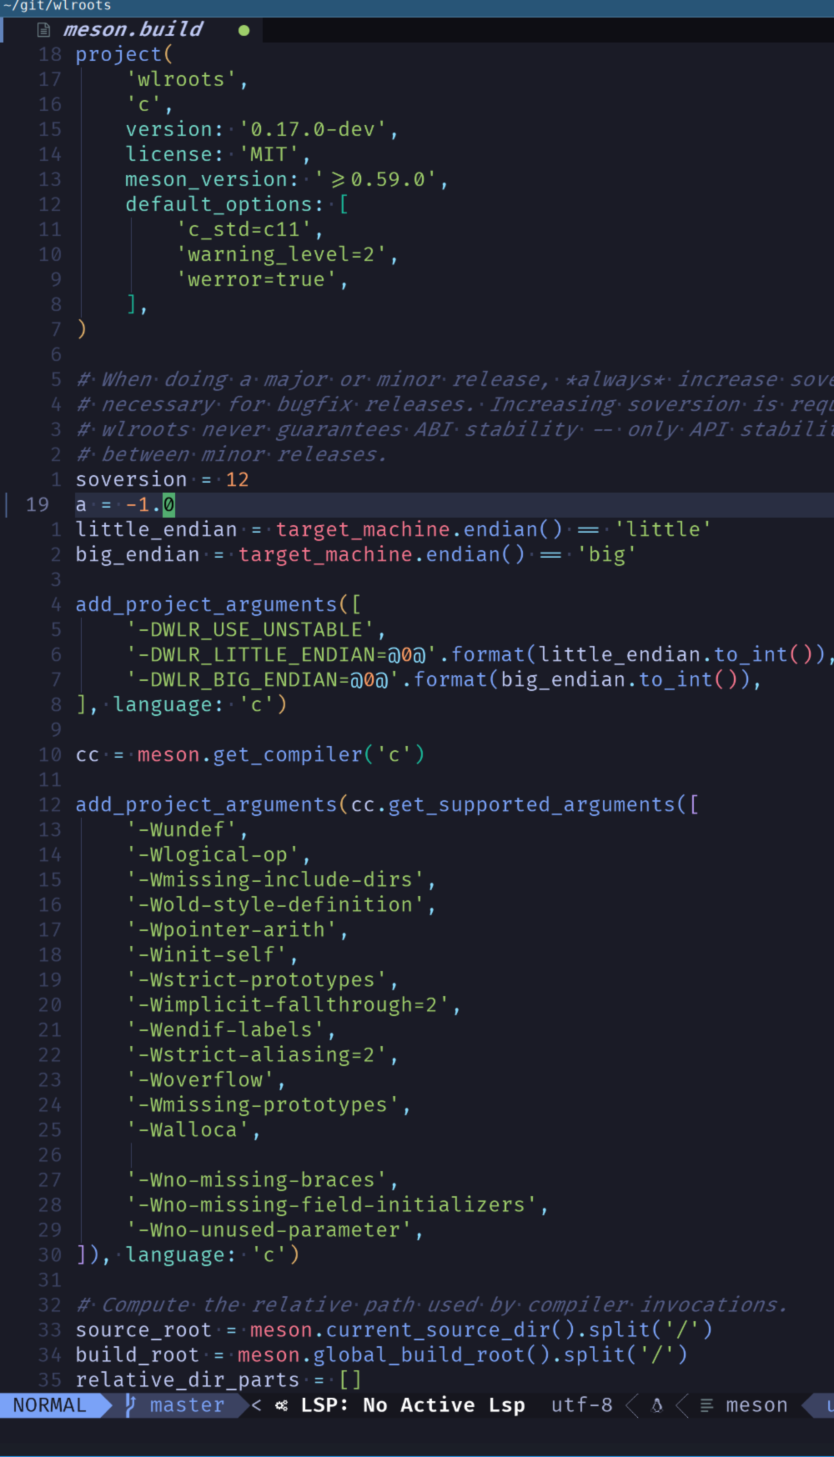 ~/git/wlroots
meson.build
18 project(
17 'wlroots',
16 'c',
15 version: '0.17.0-dev',
14 license: 'MIT',
13 meson_version: '>=0.59.0',
12 default_options: [
11 'c_std=c11',
10 'warning_level=2',
9 'werror=true',
8 ],
7 )
6
5 # When doing a major or minor release, *always* increase sove
4 # necessary for bugfix releases. Increasing soversion is requ
3 # wlroots never guarantees ABI stability -- only API stabilit
2 # between minor releases.
1 soversion = 12
19 a = -1.0
1 little_endian = target_machine.endian() == 'little'
2 big_endian = target_machine.endian() == 'big'
3
4 add_project_arguments([
5 '-DWLR_USE_UNSTABLE',
6 '-DWLR_LITTLE_ENDIAN=@0@'.format(little_endian.to_int()),
7 '-DWLR_BIG_ENDIAN=@0@'.format(big_endian.to_int()),
8 ], language: 'c')
9
10 cc = meson.get_compiler('c')
11
12 add_project_arguments(cc.get_supported_arguments([
13 '-Wundef',
14 '-Wlogical-op',
15 '-Wmissing-include-dirs',
16 '-Wold-style-definition',
17 '-Wpointer-arith',
18 '-Winit-self',
19 '-Wstrict-prototypes',
20 '-Wimplicit-fallthrough=2',
21 '-Wendif-labels',
22 '-Wstrict-aliasing=2',
23 '-Woverflow',
24 '-Wmissing-prototypes',
25 '-Walloca',
26
27 '-Wno-missing-braces',
28 '-Wno-missing-field-initializers',
29 '-Wno-unused-parameter',
30 ]), language: 'c')
31
32 # Compute the relative path used by compiler invocations.
33 source_root = meson.current_source_dir().split('/')
34 build_root = meson.global_build_root().split('/')
35 relative_dir_parts = []
NORMAL master < LSP: No Active Lsp utf-8 meson u